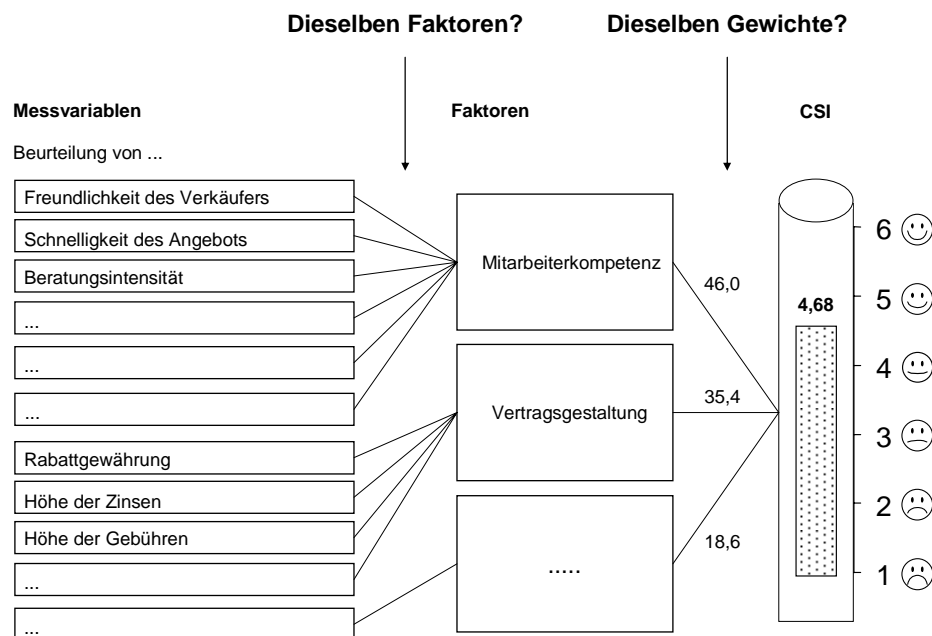 Dieselben Faktoren?
Dieselben Gewichte?
Messvariablen
Faktoren
CSI
Beurteilung von ...
Freundlichkeit des Verkäufers
Schnelligkeit des Angebots
Beratungsintensität
...
...
...
Rabattgewährung
Höhe der Zinsen
Höhe der Gebühren
...
...
Mitarbeiterkompetenz
Vertragsgestaltung
.....
46,0
35,4
18,6
4,68
6
5
4
3
2
1